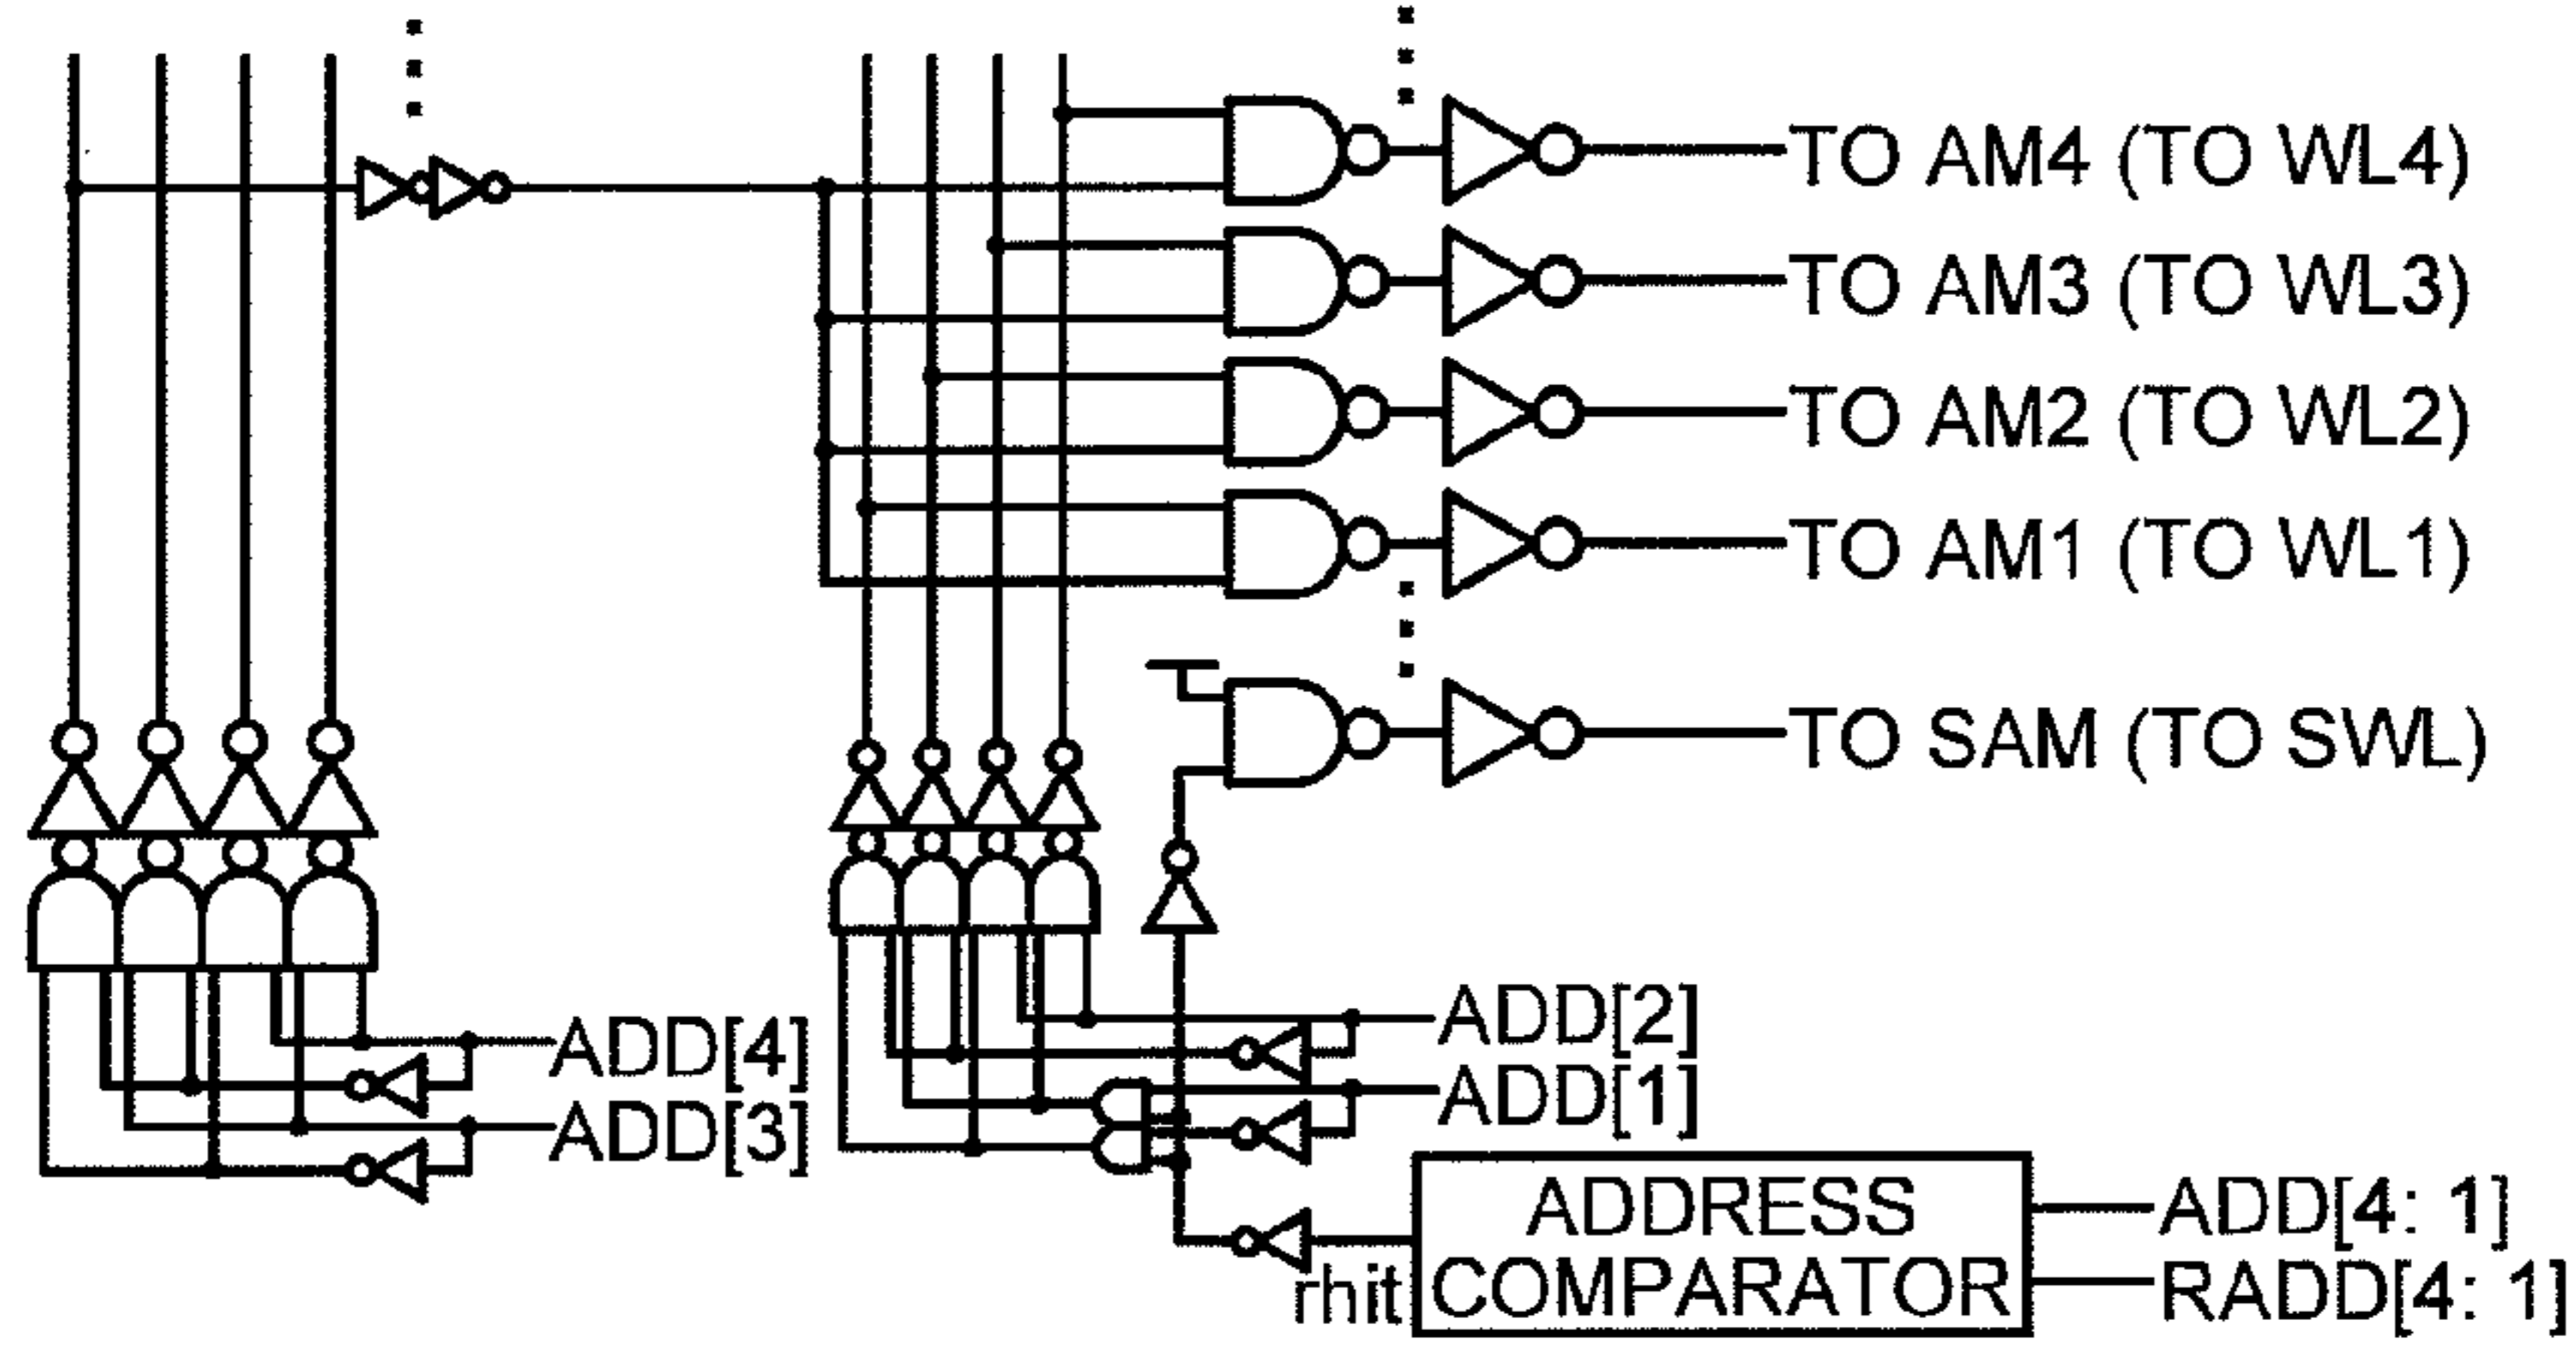 TO AM4 (TO WL4)
TO AM3 (TO WL3)
TO AM2 (TO WL2)
TO AM1 (TO WL1)
TO SAM (TO SWL)
ADD[4]
ADD[3]
ADD[2]
ADD[1]
ADDRESS
COMPARATOR
rhit
ADD[4: 1]
RADD[4: 1]